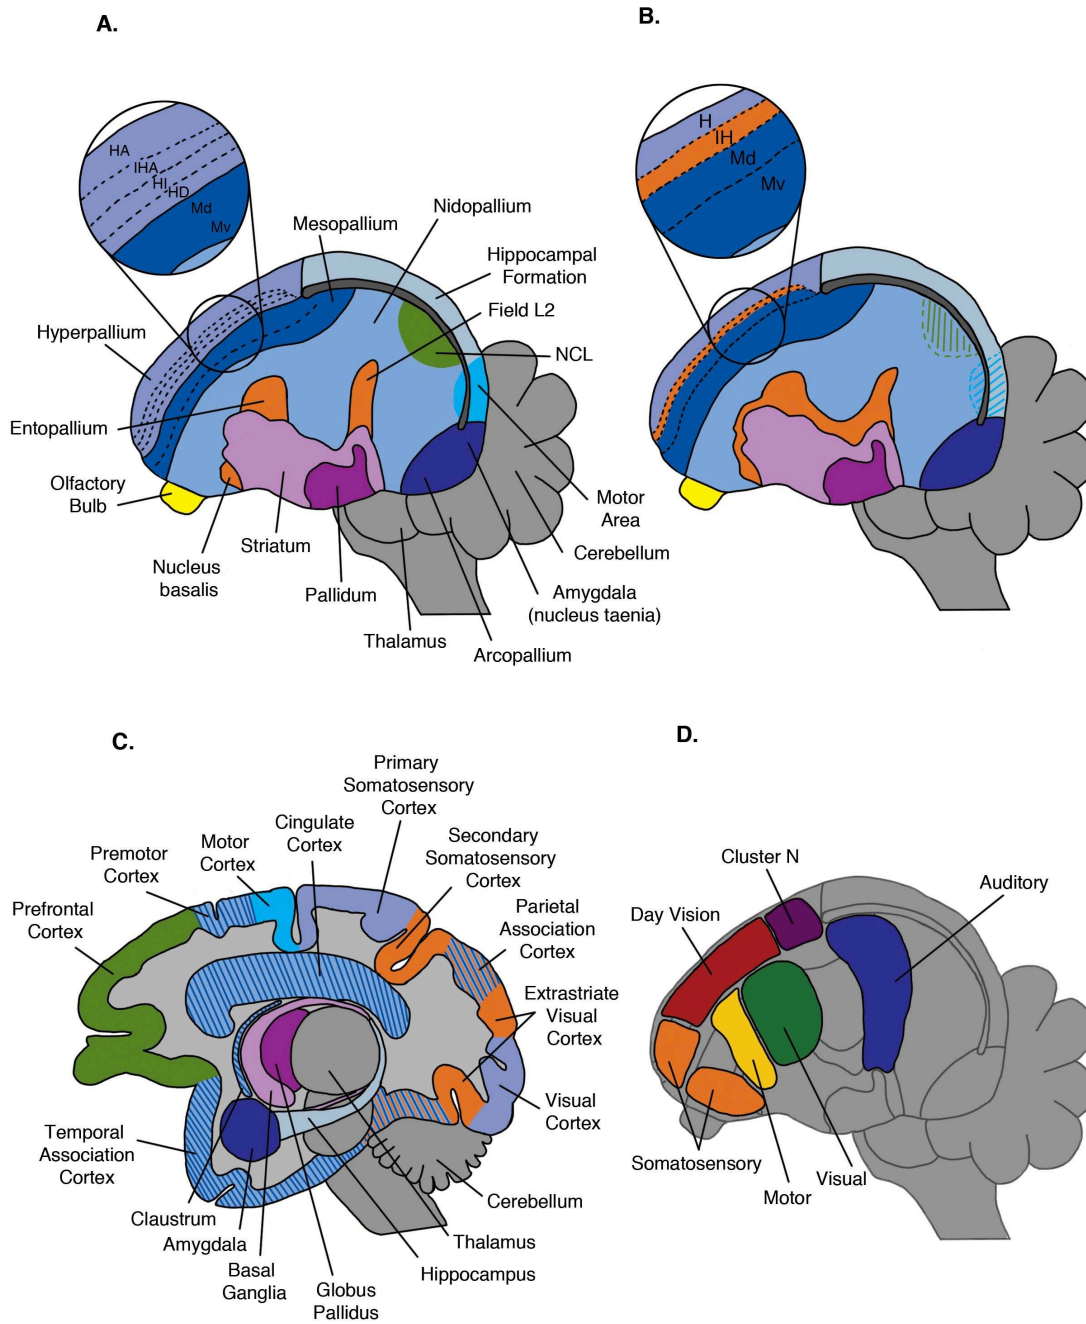 A.
HA
IHA
HI
HD
Md
Mv
Mesopallium
Nidopallium
Hippocampal
Formation
Field L2
Hyperpallium
NCL
Entopallium
Olfactory
Bulb
Nucleus
basalis
Striatum
Pallidum
Thalamus
Arcopallium
Amygdala
(nucleus taenia)
Cerebellum
Motor
Area
B.
H
IH
Md
Mv
C.
Primary
Somatosensory
Cortex
Cingulate
Cortex
Motor
Cortex
Premotor
Cortex
Prefrontal
Cortex
Secondary
Somatosensory
Cortex
Parietal
Association
Cortex
Extrastriate
Visual
Cortex
Visual
Cortex
Temporal
Association
Cortex
Claustrum
Amygdala
Basal
Ganglia
Globus
Pallidus
Hippocampus
Thalamus
Cerebellum
D.
Cluster N
Day Vision
Auditory
Somatosensory
Motor
Visual